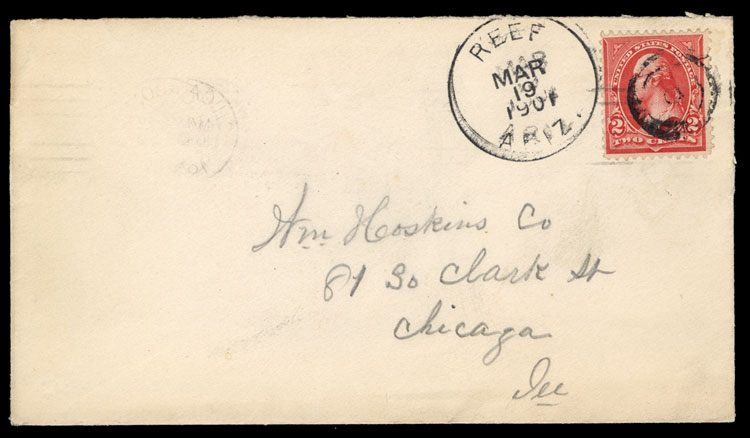 REEF
MAR
19
1901
ARIZ.
UNITED STATES POSTAGE
2 2
TWO CENTS
Wm Hoskins Co
81 So Clark St
Chicago
Ill